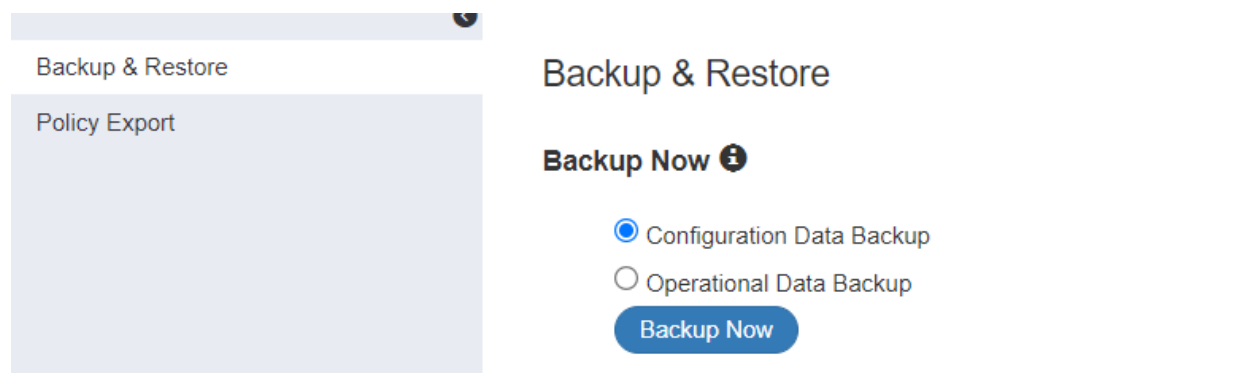 Backup & Restore
Policy Export
Backup & Restore
Backup Now
Configuration Data Backup
Operational Data Backup
Backup Now